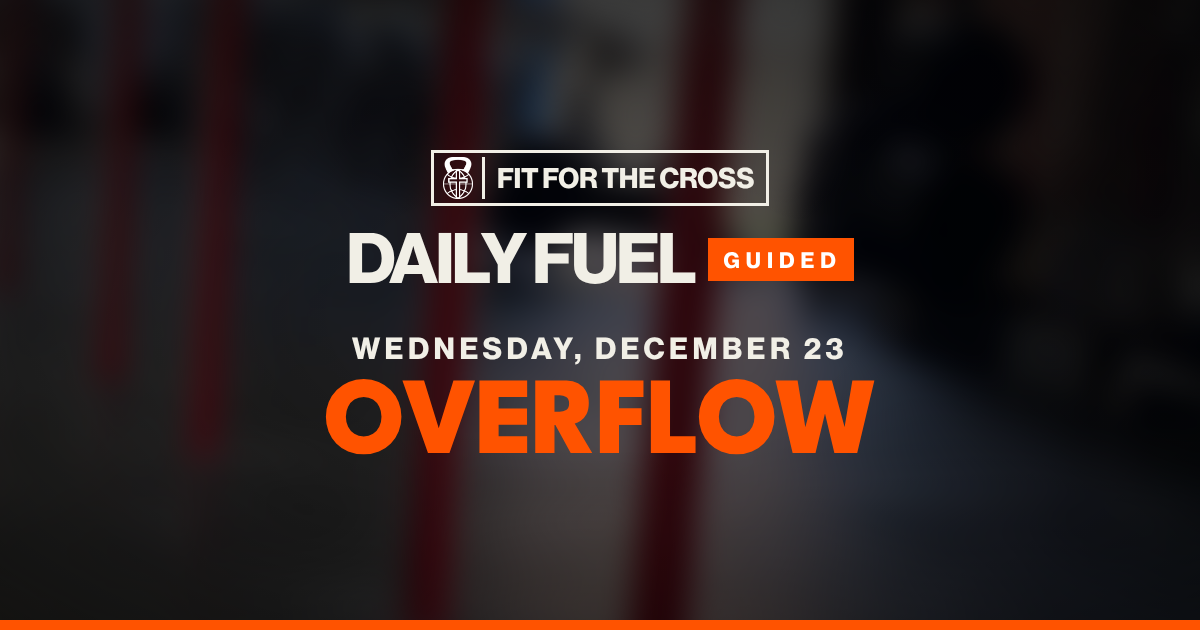 FIT FOR THE CROSS
DAILY FUEL GUIDED
WEDNESDAY, DECEMBER 23
OVERFLOW